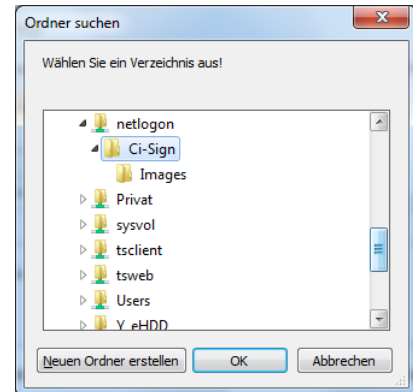 Ordner suchen
Wählen Sie ein Verzeichnis aus!
netlogon
Ci-Sign
Images
Privat
sysvol
tsclient
tsweb
Users
Y_eHDD
Neuen Ordner erstellen
OK
Abbrechen